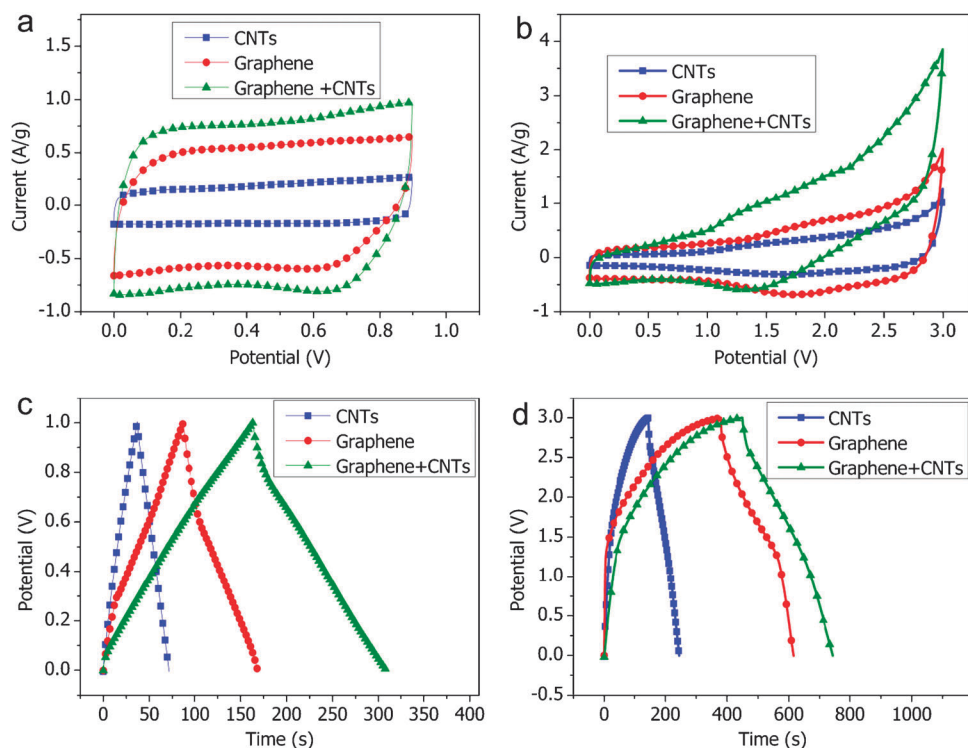 a
1.5
1.0
0.5
0.0
-0.5
-1.0
Current (A/g)
CNTs
Graphene
Graphene +CNTs
0.0 0.2 0.4 0.6 0.8 1.0
Potential (V)
b
4
3
2
1
0
-1
Current (A/g)
CNTs
Graphene
Graphene+CNTs
0.0 0.5 1.0 1.5 2.0 2.5 3.0
Potential (V)
c
1.0
0.8
0.6
0.4
0.2
0.0
Potential (V)
CNTs
Graphene
Graphene+CNTs
0 50 100 150 200 250 300 350 400
Time (s)
d
3.0
2.5
2.0
1.5
1.0
0.5
0.0
-0.5
Potential (V)
CNTs
Graphene
Graphene+CNTs
0 200 400 600 800 1000
Time (s)